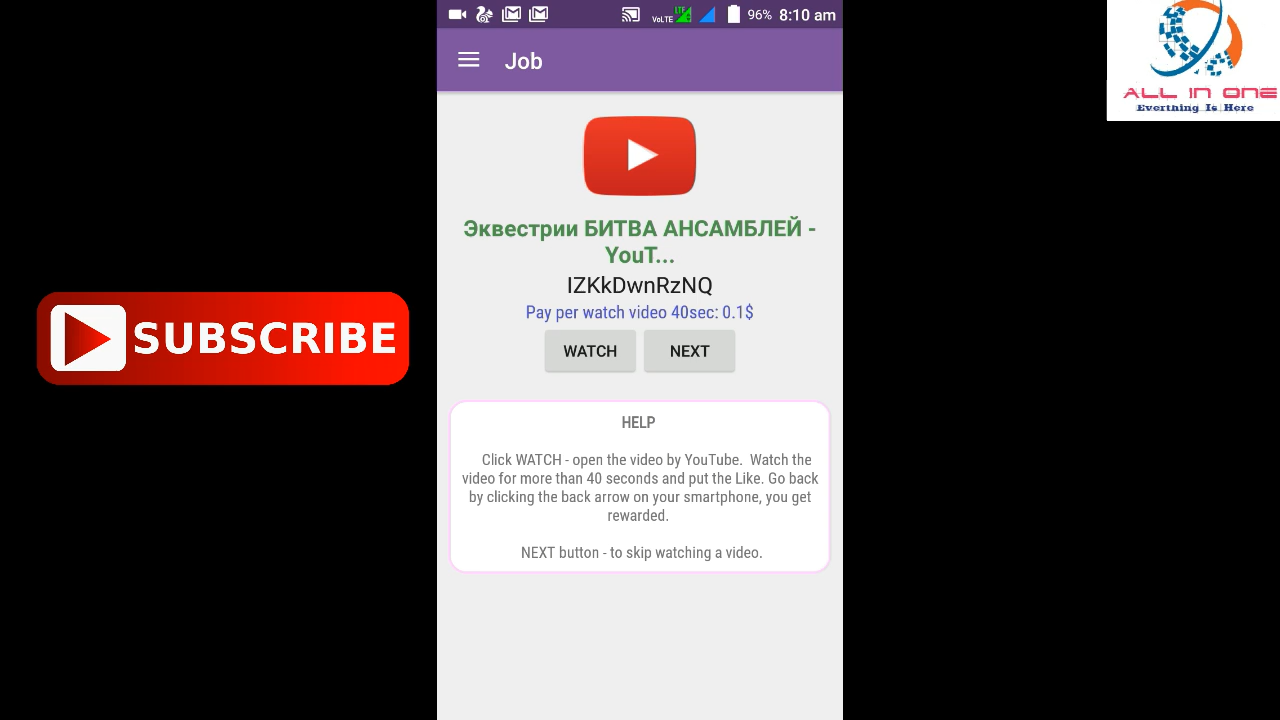 VoLTE LTE 96% 8:10 am
Job
ALL IN ONE
Everthing Is Here
Эквестрии БИТВА АНСАМБЛЕЙ -
YouT...
IZKkDwnRzNQ
Pay per watch video 40sec: 0.1$
WATCH NEXT
SUBSCRIBE
HELP
Click WATCH - open the video by YouTube. Watch the
video for more than 40 seconds and put the Like. Go back
by clicking the back arrow on your smartphone, you get
rewarded.
NEXT button - to skip watching a video.